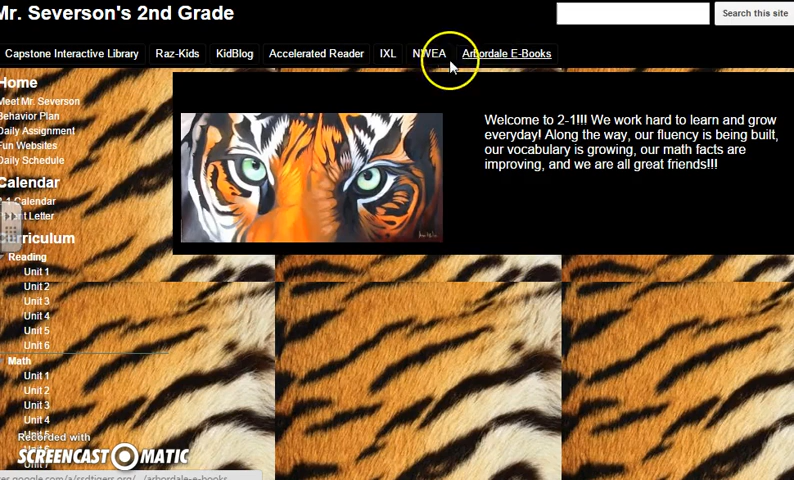 Mr. Severson's 2nd Grade
Search this site
Capstone Interactive Library Raz-Kids KidBlog Accelerated Reader IXL NWEA Arbordale E-Books
Home
Meet Mr. Severson
Behavior Plan
Daily Assignment
Fun Websites
Daily Schedule
Calendar
Calendar
Letter
Curriculum
Reading
Unit 1
Unit 2
Unit 3
Unit 4
Unit 5
Unit 6
Math
Unit 1
Unit 2
Unit 3
Unit 4
Unit 5
Unit 7
Welcome to 2-1!!! We work hard to learn and grow
everyday! Along the way, our fluency is being built,
our vocabulary is growing, our math facts are
improving, and we are all great friends!!!
Recorded with
SCREENCAST MATIC